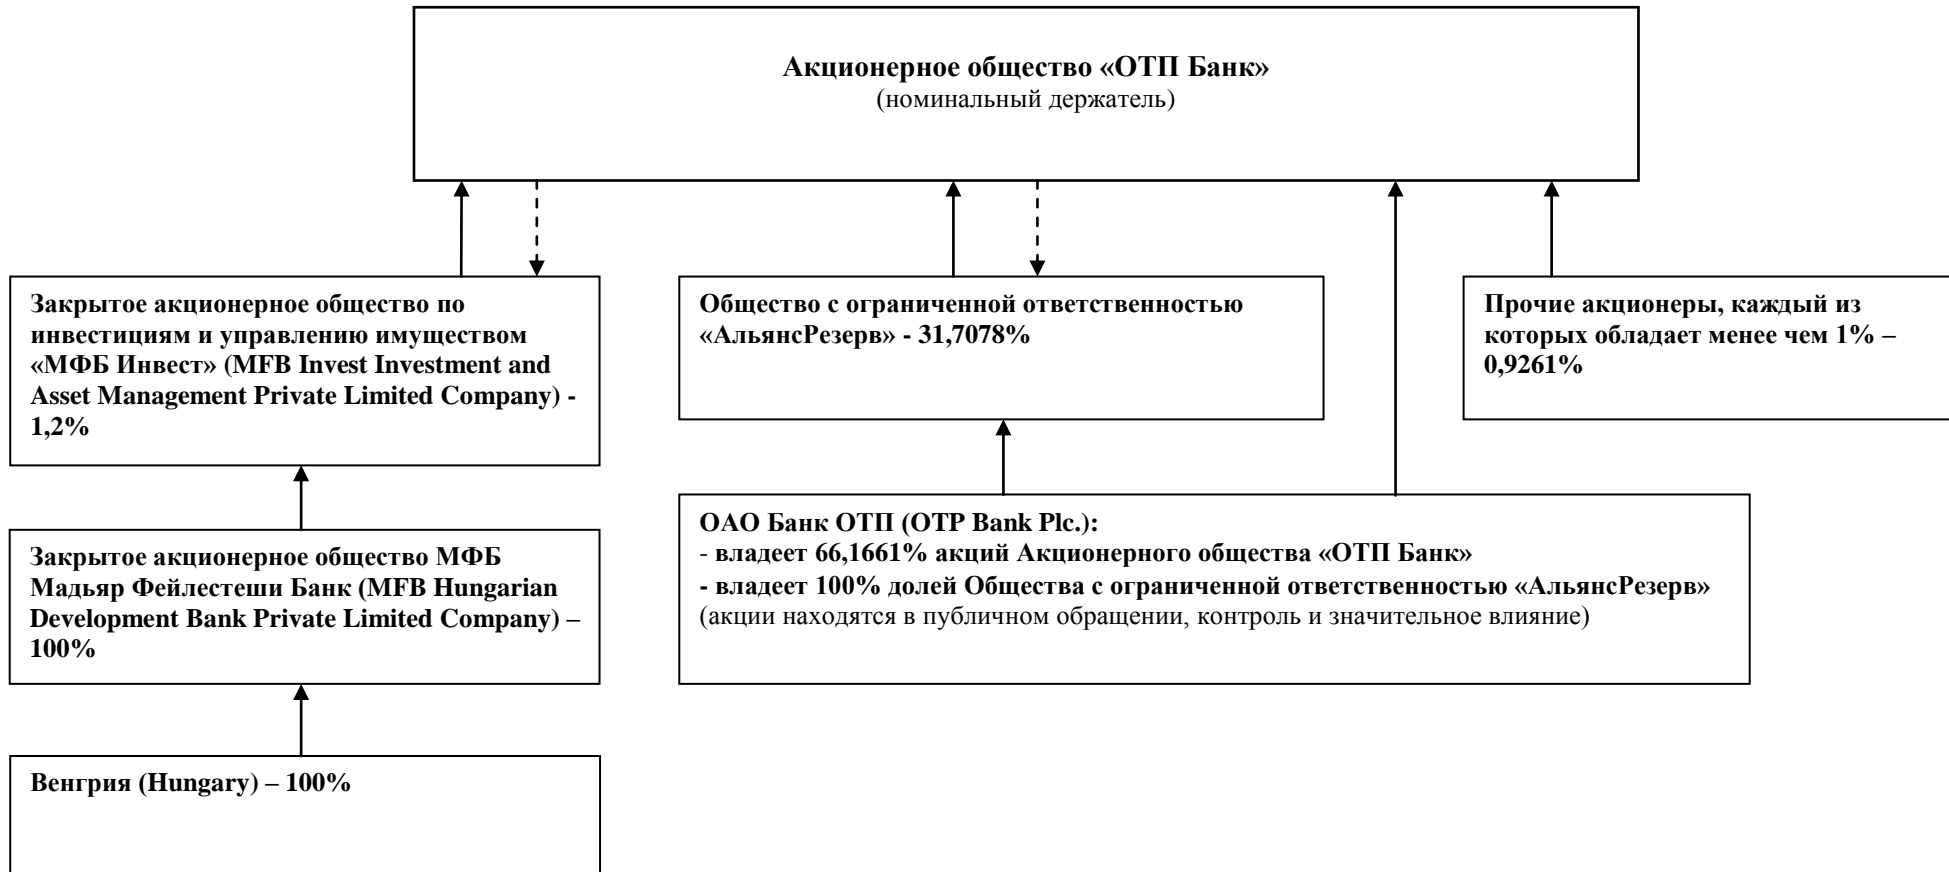 Акционерное общество «ОТП Банк»
(номинальный держатель)
Закрытое акционерное общество по
инвестициям и управлению имуществом
«МФБ Инвест» (MFB Invest Investment and
Asset Management Private Limited Company) -
1,2%
Общество с ограниченной ответственностью
«АльянсРезерв» - 31,7078%
Прочие акционеры, каждый из
которых обладает менее чем 1% –
0,9261%
Закрытое акционерное общество МФБ
Мадьяр Фейлестеши Банк (MFB Hungarian
Development Bank Private Limited Company) –
100%
ОАО Банк ОТП (OTP Bank Plc.):
- владеет 66,1661% акций Акционерного общества «ОТП Банк»
- владеет 100% долей Общества с ограниченной ответственностью «АльянсРезерв»
(акции находятся в публичном обращении, контроль и значительное влияние)
Венгрия (Hungary) – 100%